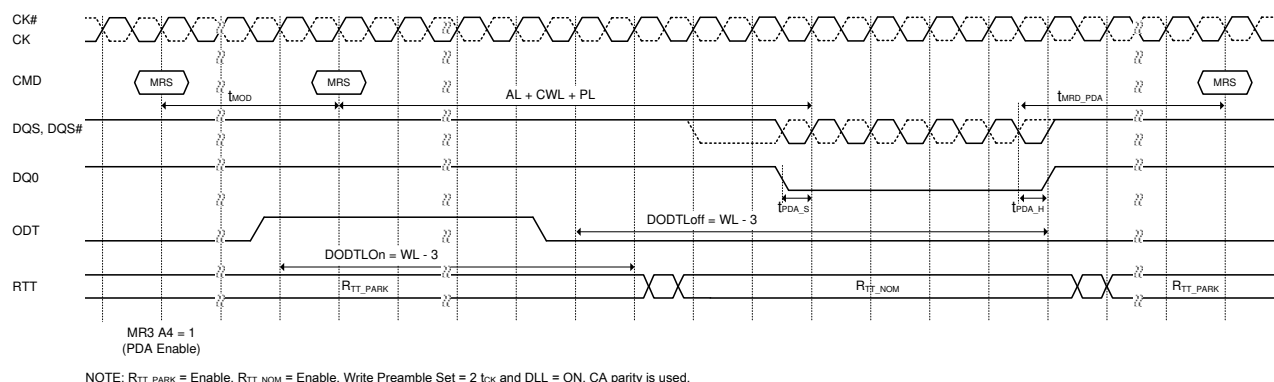 CK#
CK
CMD
MRS
MRS
MRS
tMOD
AL + CWL + PL
tMRD_PDA
DQS, DQS#
DQ0
tPDA_S
tPDA_H
DODTLoff = WL - 3
ODT
DODTLOn = WL - 3
RTT
RTT_PARK
RTT_NOM
RTT_PARK
MR3 A4 = 1
(PDA Enable)
NOTE: RTT_PARK = Enable, RTT_NOM = Enable, Write Preamble Set = 2 tCK and DLL = ON, CA parity is used.